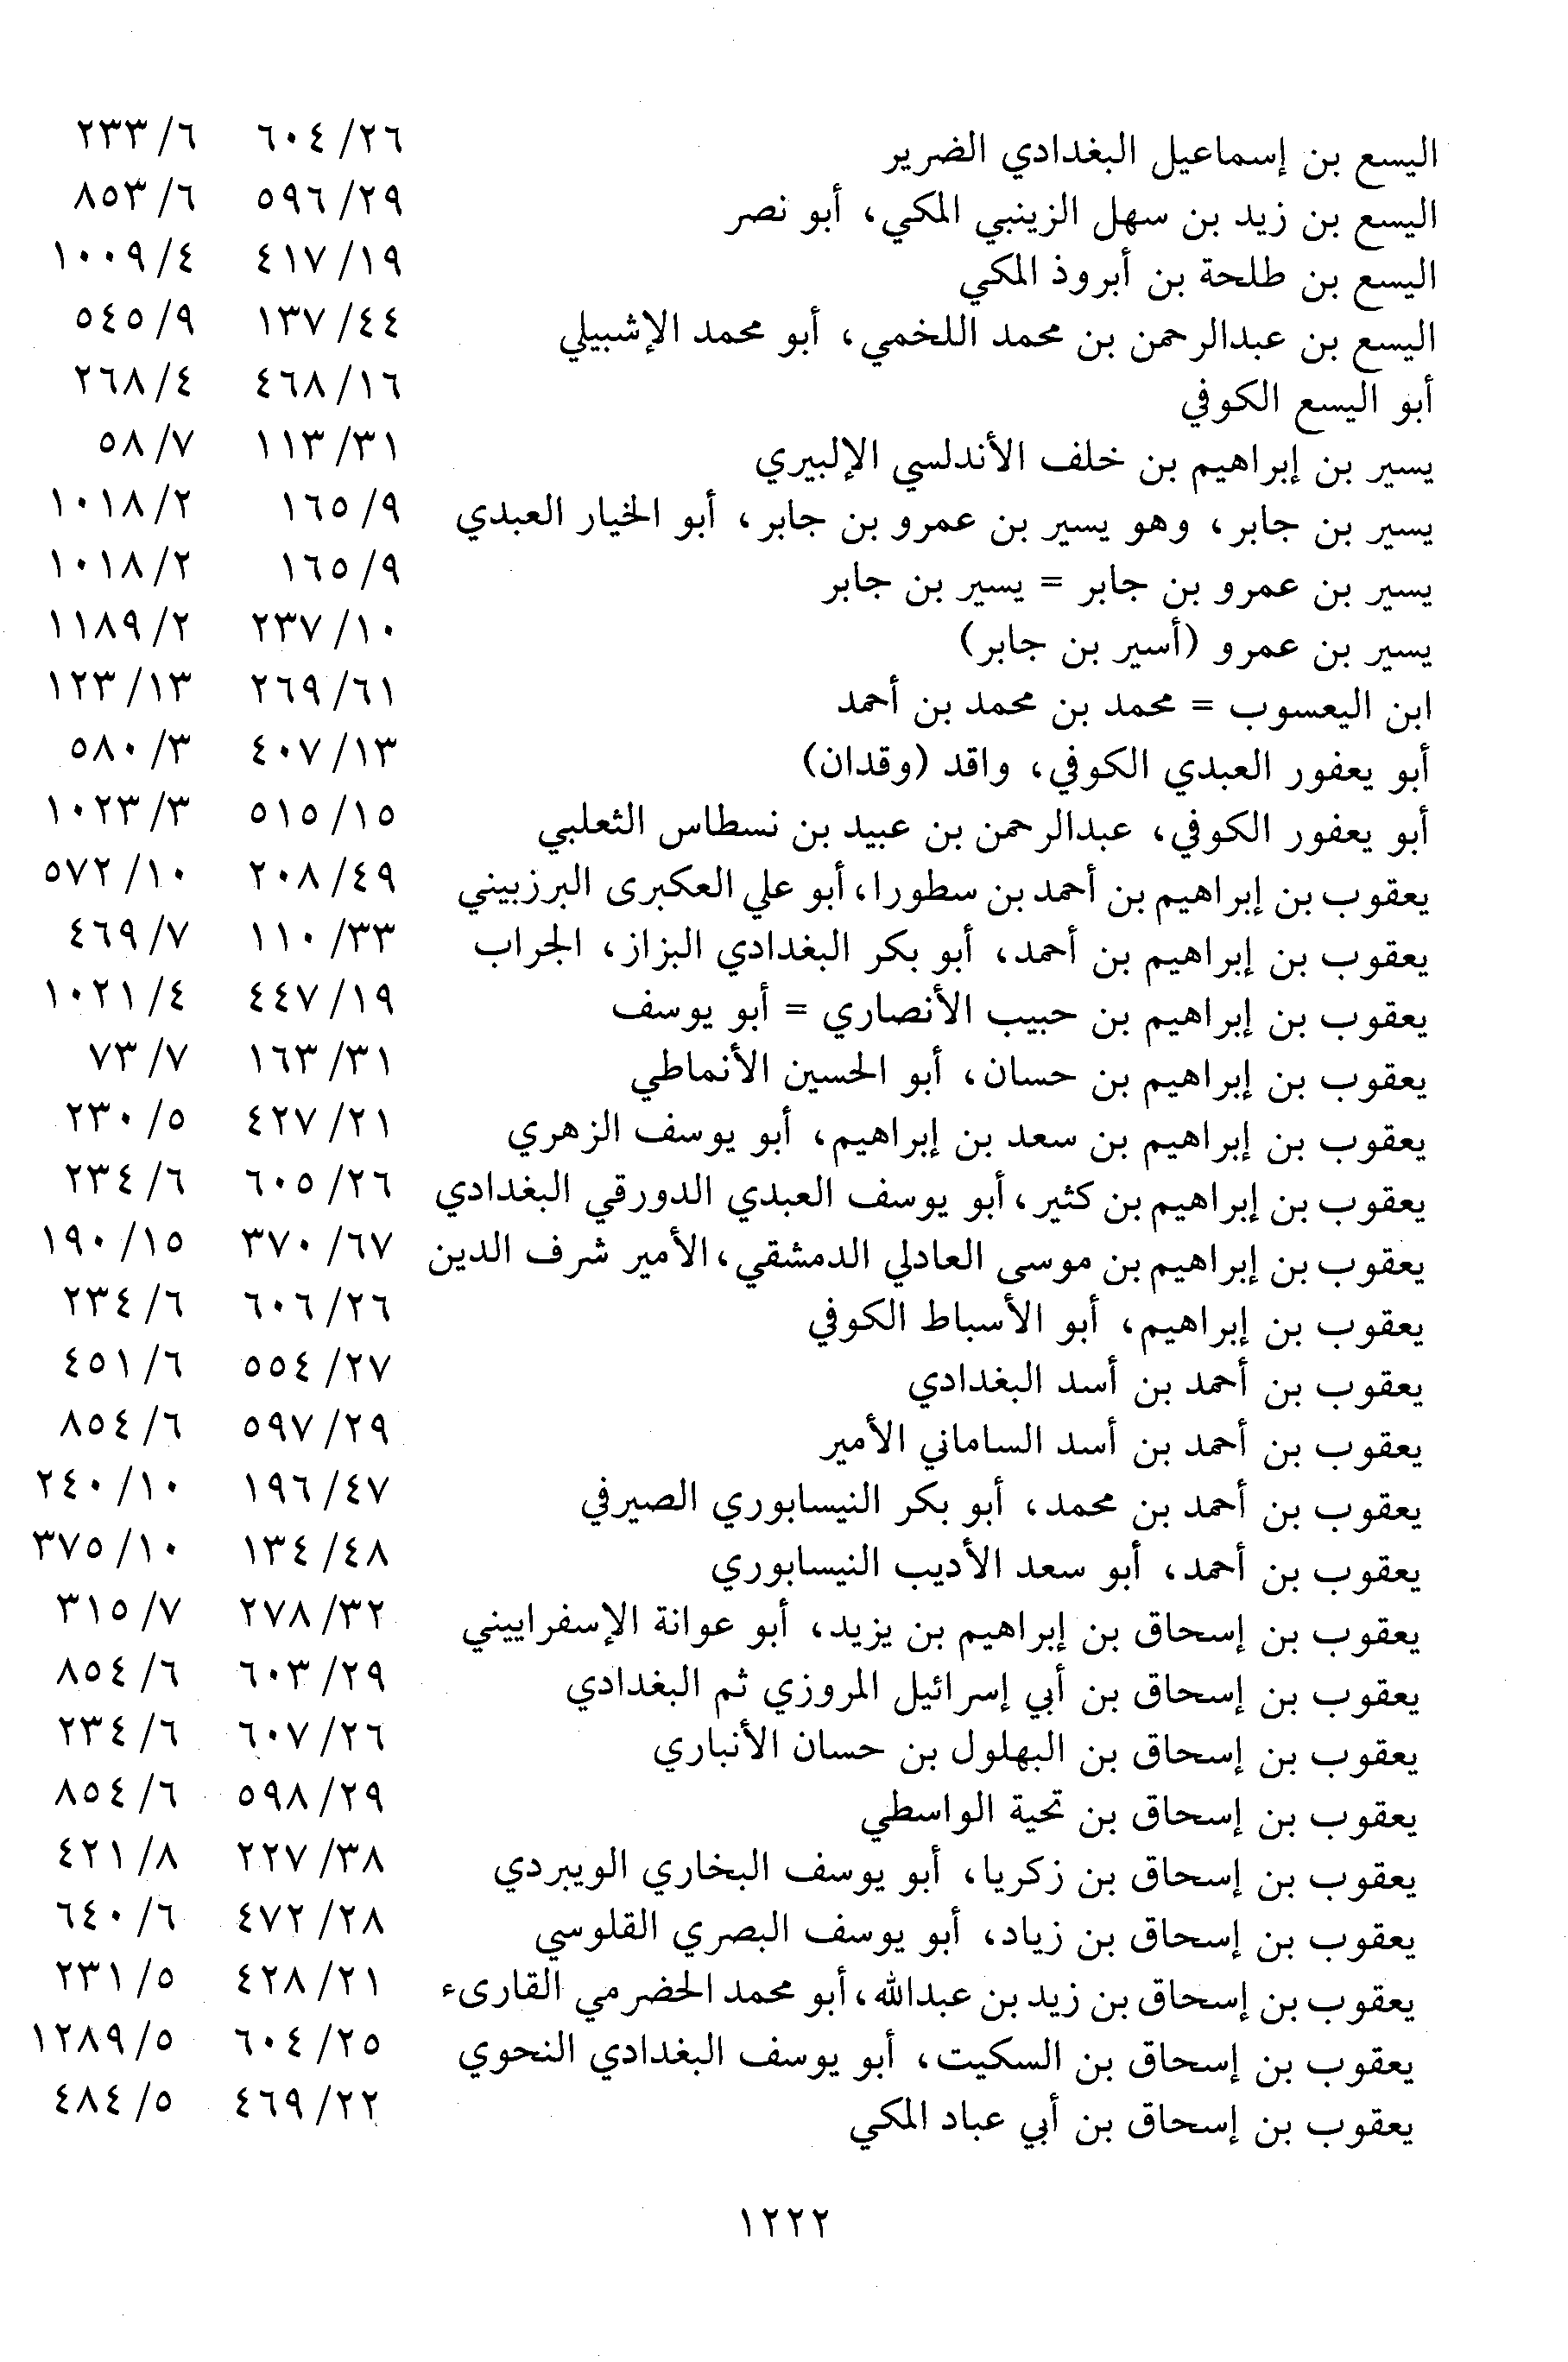 اليسع بن إسماعيل البغدادي الضرير ٢٦/ ٦٠٤ ٦/ ٢٣٣
اليسع بن زيد بن سهل الزينبي المكي، أبو نصر ٢٩/ ٥٩٦ ٦/ ٨٥٣
اليسع بن طلحة بن أبروذ المكي ١٩/ ٤١٧ ٤/ ١٠٠٩
اليسع بن عبدالرحمن بن محمد اللخمي، أبو محمد الإشبيلي ٤٤/ ١٣٧ ٩/ ٥٤٥
أبو اليسع الكوفي ١٦/ ٤٦٨ ٤/ ٢٦٨
يسير بن إبراهيم بن خلف الأندلسي الإلبيري ٣١/ ١١٣ ٧/ ٥٨
يسير بن جابر، وهو يسير بن عمرو بن جابر، أبو الخيار العبدي ٩/ ١٦٥ ٢/ ١٠١٨
يسير بن عمرو بن جابر = يسير بن جابر ٩/ ١٦٥ ٢/ ١٠١٨
يسير بن عمرو (أسير بن جابر) ١٠/ ٢٣٧ ٢/ ١١٨٩
ابن اليعسوب = محمد بن محمد بن أحمد ٦١/ ٢٦٩ ١٣/ ١٢٣
أبو يعفور العبدي الكوفي، واقد (وقدان) ١٣/ ٤٠٧ ٣/ ٥٨٠
أبو يعفور الكوفي، عبدالرحمن بن عبيد بن نسطاس الثعلبي ١٥/ ٥١٥ ٣/ ١٠٢٣
يعقوب بن إبراهيم بن أحمد بن سطورا، أبو علي العكبرى البرزبيني ٤٩/ ٢٠٨ ١٠/ ٥٧٢
يعقوب بن إبراهيم بن أحمد، أبو بكر البغدادي البزاز، الجراب ٣٣/ ١١٠ ٧/ ٤٦٩
يعقوب بن إبراهيم بن حبيب الأنصاري = أبو يوسف ١٩/ ٤٤٧ ٤/ ١٠٢١
يعقوب بن إبراهيم بن حسان، أبو الحسين الأنماطي ٣١/ ١٦٣ ٧/ ٧٣
يعقوب بن إبراهيم بن سعد بن إبراهيم، أبو يوسف الزهري ٢١/ ٤٢٧ ٥/ ٢٣٠
يعقوب بن إبراهيم بن كثير، أبو يوسف العبدي الدورقي البغدادي ٢٦/ ٦٠٥ ٦/ ٢٣٤
يعقوب بن إبراهيم بن موسى العادلي الدمشقي، الأمير شرف الدين ٦٧/ ٣٧٠ ١٥/ ١٩٠
يعقوب بن إبراهيم، أبو الأسباط الكوفي ٢٦/ ٦٠٦ ٦/ ٢٣٤
يعقوب بن أحمد بن أسد البغدادي ٢٧/ ٥٥٤ ٦/ ٤٥١
يعقوب بن أحمد بن أسد الساماني الأمير ٢٩/ ٥٩٧ ٦/ ٨٥٤
يعقوب بن أحمد بن محمد، أبو بكر النيسابوري الصيرفي ٤٧/ ١٩٦ ١٠/ ٢٤٠
يعقوب بن أحمد، أبو سعد الأديب النيسابوري ٤٨/ ١٣٤ ١٠/ ٣٧٥
يعقوب بن إسحاق بن إبراهيم بن يزيد، أبو عوانة الإسفراييني ٣٢/ ٢٧٨ ٧/ ٣١٥
يعقوب بن إسحاق بن أبي إسرائيل المروزي ثم البغدادي ٢٩/ ٦٠٣ ٦/ ٨٥٤
يعقوب بن إسحاق بن البهلول بن حسان الأنباري ٢٦/ ٦٠٧ ٦/ ٢٣٤
يعقوب بن إسحاق بن تحية الواسطي ٢٩/ ٥٩٨ ٦/ ٨٥٤
يعقوب بن إسحاق بن زكريا، أبو يوسف البخاري الويبردي ٣٨/ ٢٢٧ ٨/ ٤٢١
يعقوب بن إسحاق بن زياد، أبو يوسف البصري القلوسي ٢٨/ ٤٧٢ ٦/ ٦٤٠
يعقوب بن إسحاق بن زيد بن عبدالله، أبو محمد الحضرمي القارىء ٢١/ ٤٢٨ ٥/ ٢٣١
يعقوب بن إسحاق بن السكيت، أبو يوسف البغدادي النحوي ٢٥/ ٦٠٤ ٥/ ١٢٨٩
يعقوب بن إسحاق بن أبي عباد المكي ٢٢/ ٤٦٩ ٥/ ٤٨٤
١٢٢٢